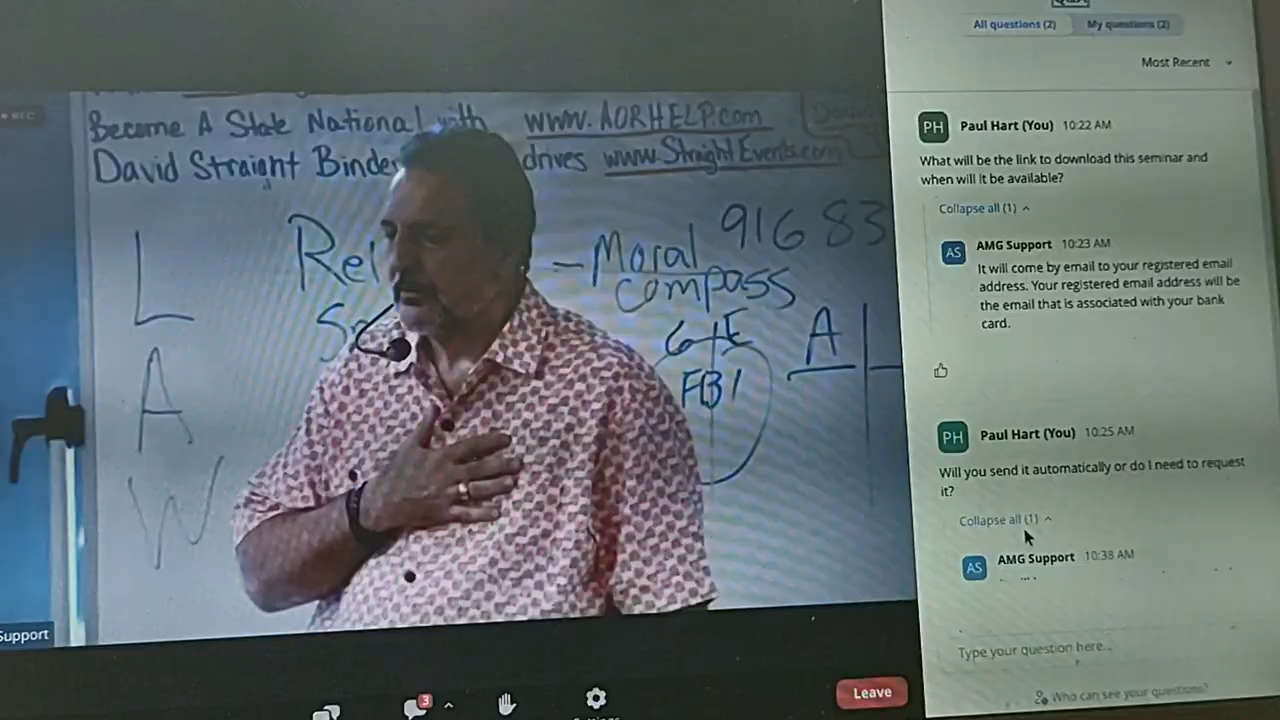 REC
Become A State National with www.AORHELP.com
David Straight Binder drives www.StraightEvents.com
L
A
W
Rel
- Moral compass
916 83
G+E
FBI
A
Support
All questions (2)
My questions (2)
Most Recent
PH
Paul Hart (You) 10:22 AM
What will be the link to download this seminar and
when will it be available?
Collapse all (1)
AS
AMG Support 10:23 AM
It will come by email to your registered email
address. Your registered email address will be
the email that is associated with your bank
card.
PH
Paul Hart (You) 10:25 AM
Will you send it automatically or do I need to request
it?
Collapse all (1)
AS
AMG Support 10:38 AM
Type your question here...
Who can see your questions?
3
Leave